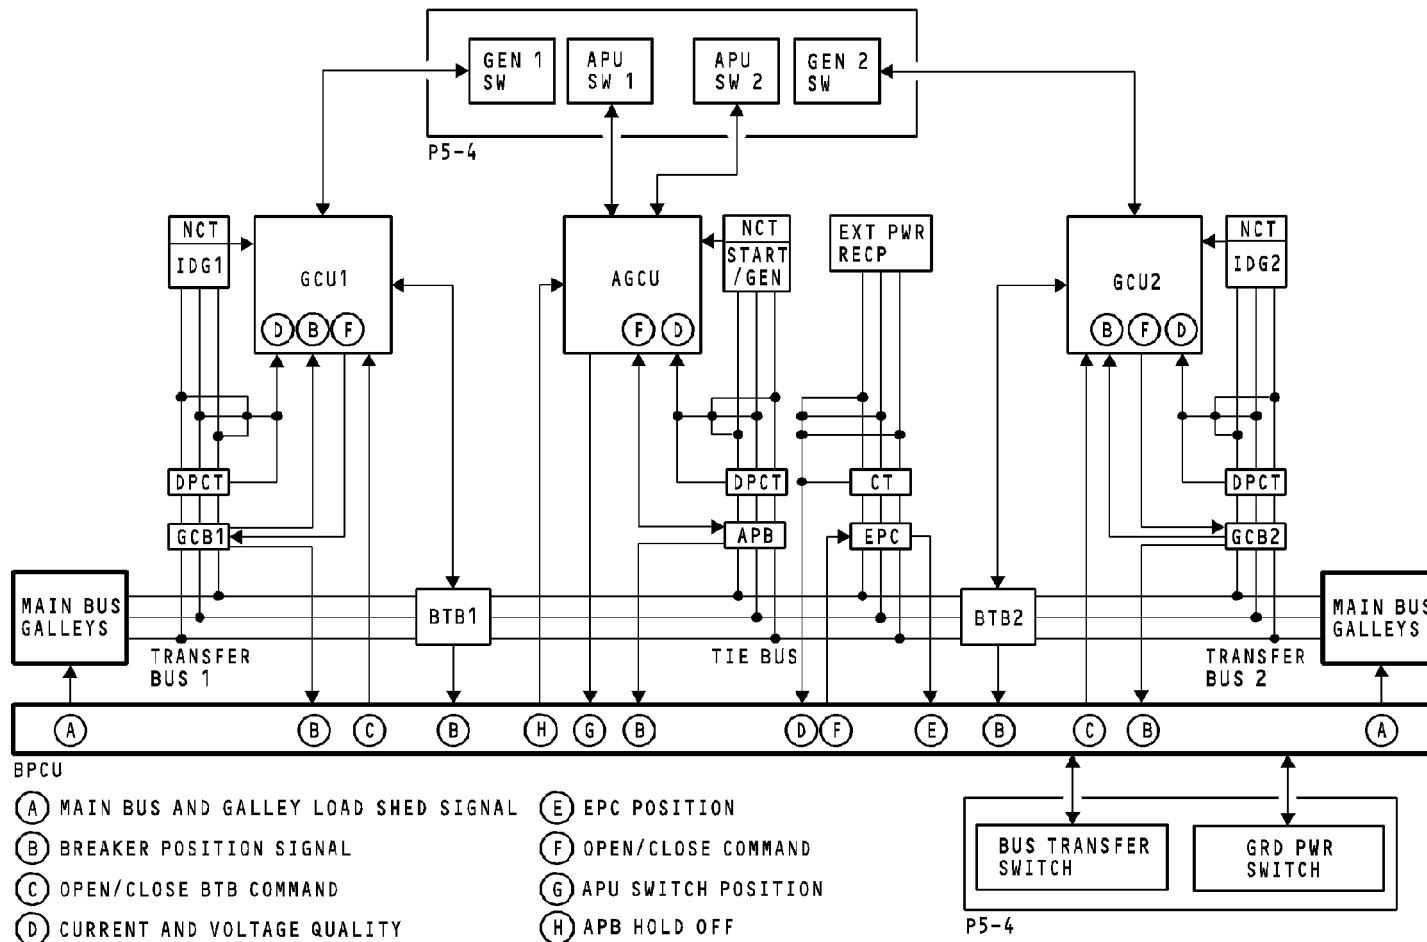 GEN 1
SW
APU
SW 1
APU
SW 2
GEN 2
SW
P5-4
NCT
IDG1
GCU1
D B F
AGCU
F D
NCT
START
/GEN
EXT PWR
RECP
GCU2
B F D
NCT
IDG2
DPCT
GCB1
DPCT
APB
CT
EPC
DPCT
GCB2
MAIN BUS
GALLEYS
BTB1
BTB2
MAIN BUS
GALLEYS
TRANSFER
BUS 1
TIE BUS
TRANSFER
BUS 2
A B C B H G B D F E B C B A
BPCU
A MAIN BUS AND GALLEY LOAD SHED SIGNAL
B BREAKER POSITION SIGNAL
C OPEN/CLOSE BTB COMMAND
D CURRENT AND VOLTAGE QUALITY
E EPC POSITION
F OPEN/CLOSE COMMAND
G APU SWITCH POSITION
H APB HOLD OFF
BUS TRANSFER
SWITCH
GRD PWR
SWITCH
P5-4